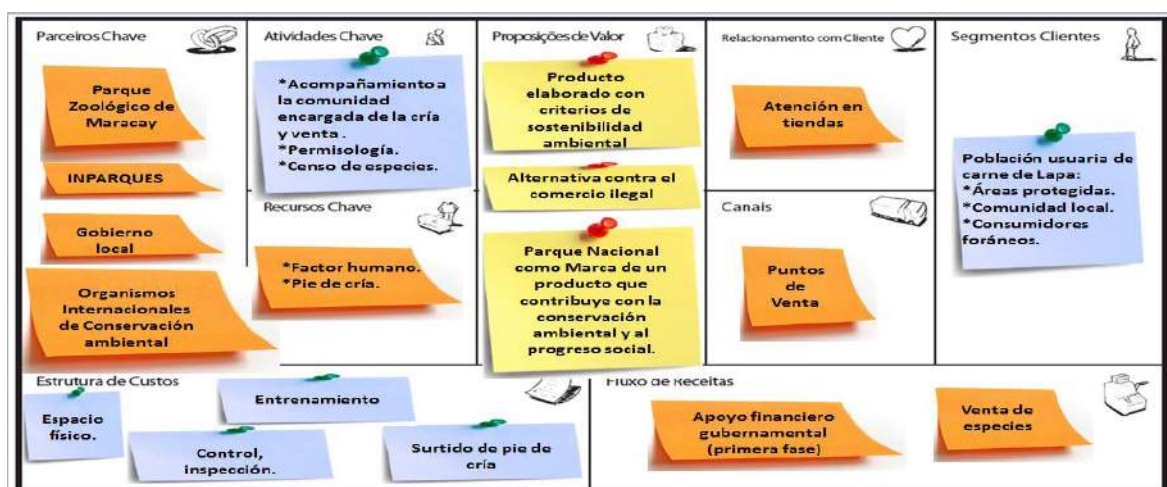 Parceiros Chave
Parque
Zoológico de
Maracay
INPARQUES
Gobierno
local
Organismos
Internacionales
de Conservación
ambiental
Atividades Chave
*Acompañamiento a
la comunidad
encargada de la cría
y venta .
*Permisología.
*Censo de especies.
Recursos Chave
*Factor humano.
*Pie de cría.
Proposições de Valor
Producto
elaborado con
criterios de
sostenibilidad
ambiental
Alternativa contra el
comercio ilegal
Parque Nacional
como Marca de un
producto que
contribuye con la
conservación
ambiental y al
progreso social.
Relacionamento com Cliente
Atención en
tiendas
Canais
Puntos
de
Venta
Segmentos Clientes
Población usuaria de
carne de Lapa:
*Áreas protegidas.
*Comunidad local.
*Consumidores
foráneos.
Estrutura de Custos
Espacio
físico.
Entrenamiento
Control,
inspección.
Surtido de pie de
cría
Fluxo de Receitas
Apoyo financiero
gubernamental
(primera fase)
Venta de
especies